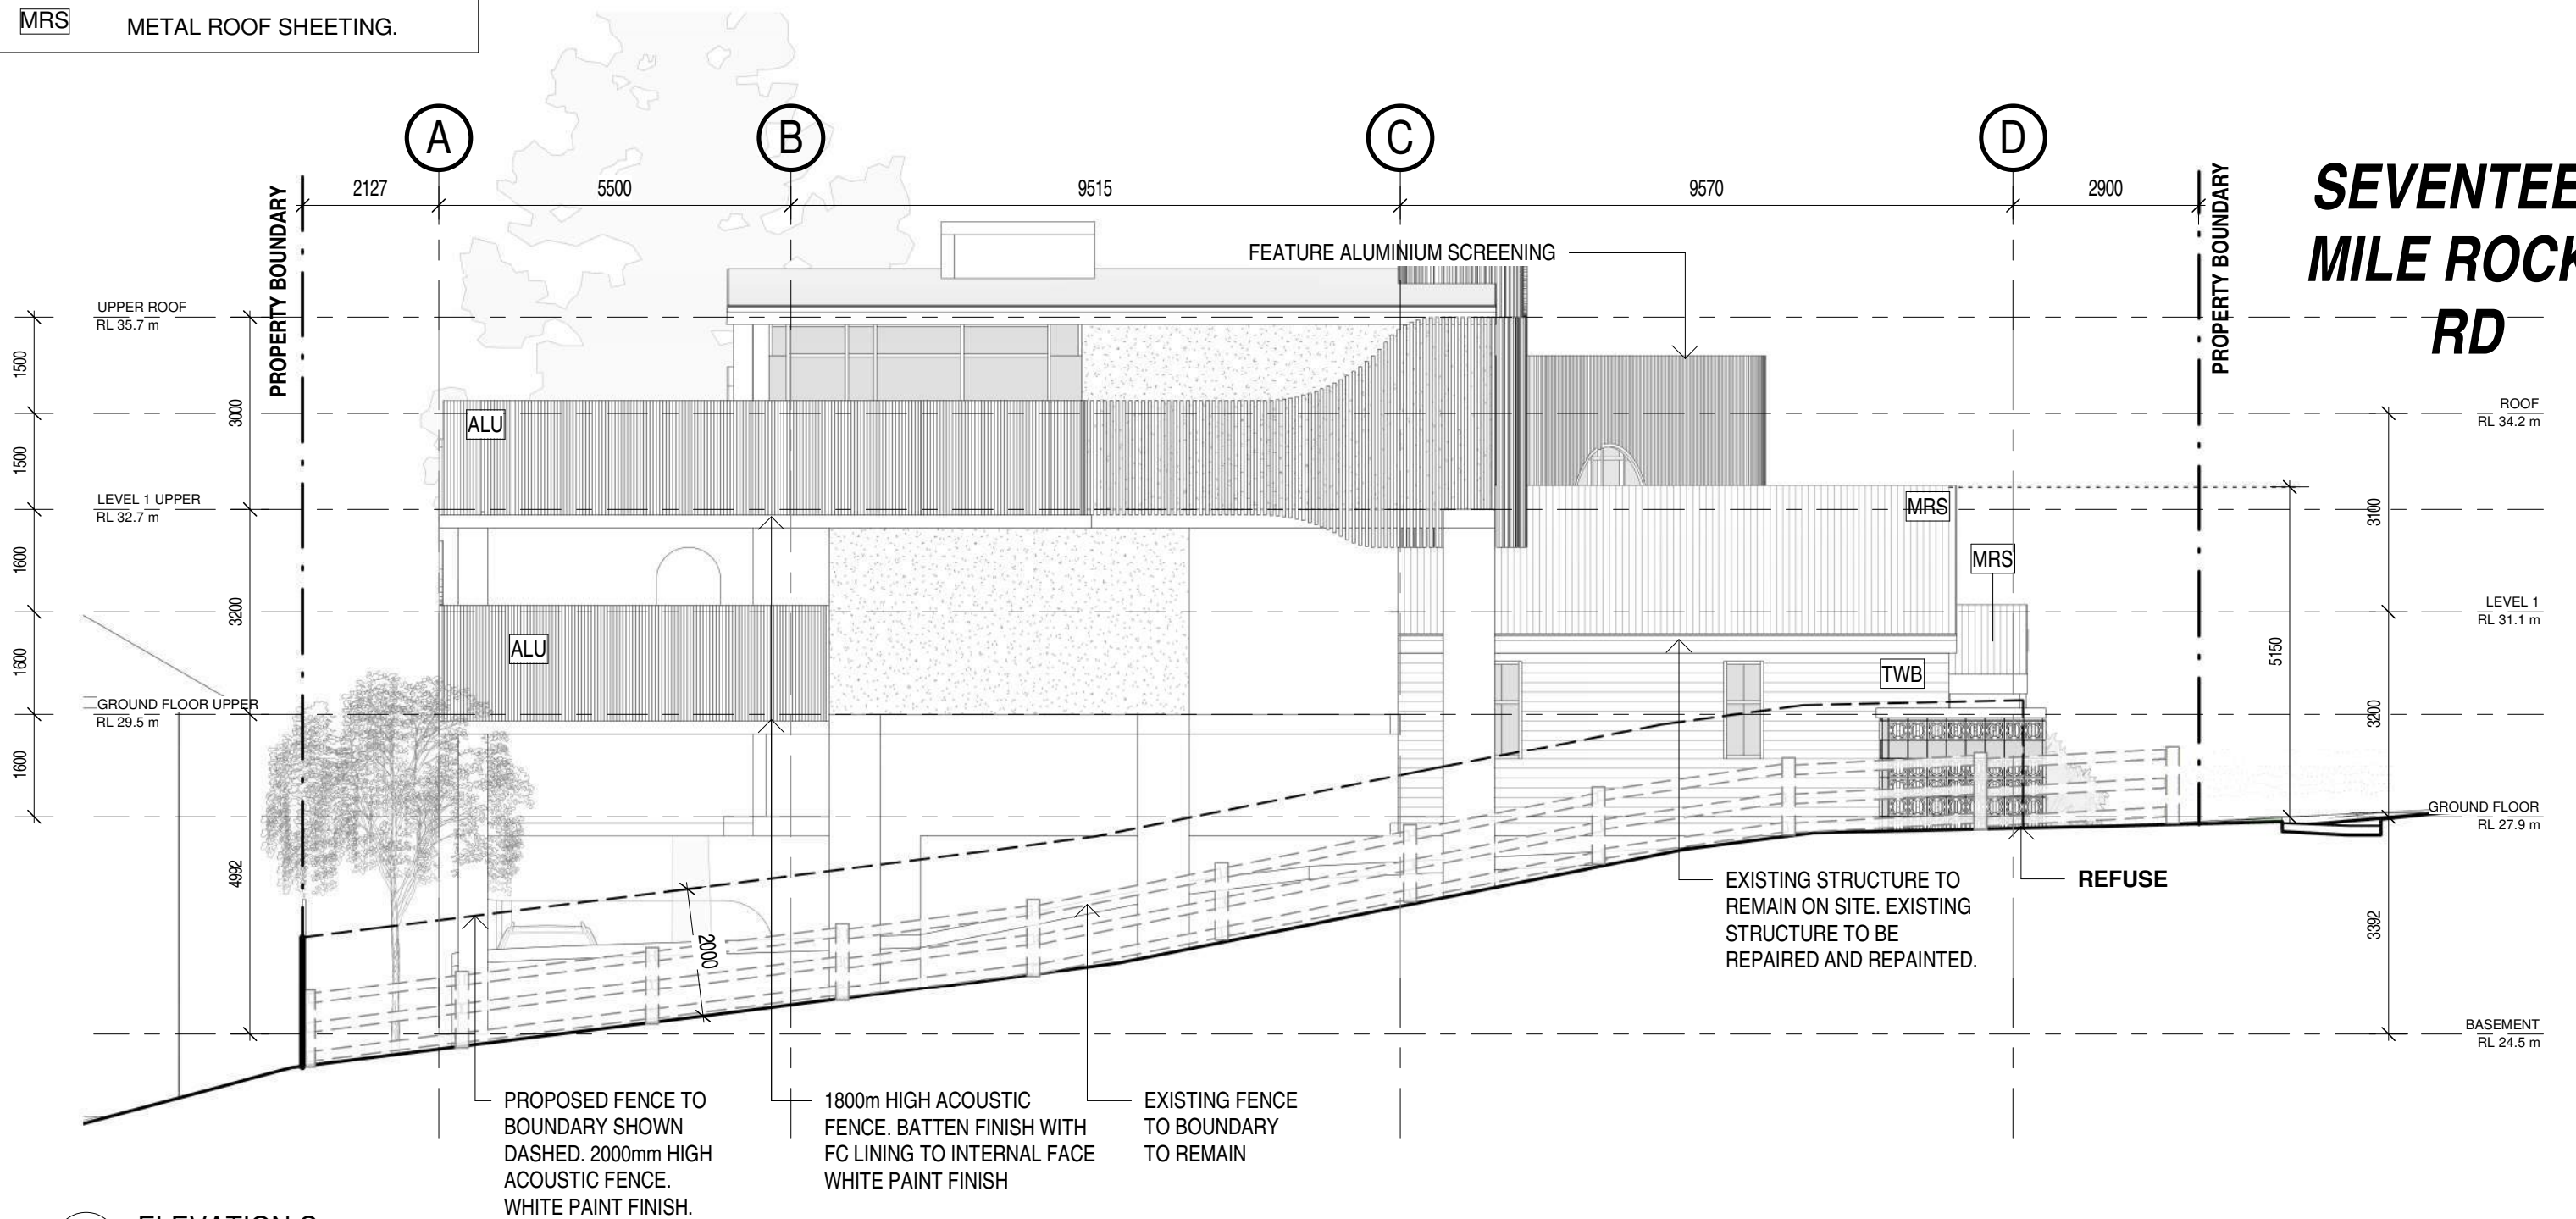 MRS METAL ROOF SHEETING.
A B C D
PROPERTY BOUNDARY
2127 5500 9515 9570 2900
PROPERTY BOUNDARY
SEVENTEE
MILE ROCK
RD
FEATURE ALUMINIUM SCREENING
UPPER ROOF
RL 35.7 m
1500
3000
ROOF
RL 34.2 m
ALU
1500
LEVEL 1 UPPER
RL 32.7 m
MRS
3100
1600
MRS
3200
LEVEL 1
RL 31.1 m
ALU
1600
TWB
5150
GROUND FLOOR UPPER
RL 29.5 m
3200
1600
GROUND FLOOR
RL 27.9 m
4992
2000
EXISTING STRUCTURE TO
REMAIN ON SITE. EXISTING
STRUCTURE TO BE
REPAIRED AND REPAINTED.
REFUSE
3392
BASEMENT
RL 24.5 m
PROPOSED FENCE TO
BOUNDARY SHOWN
DASHED. 2000mm HIGH
ACOUSTIC FENCE.
WHITE PAINT FINISH.
1800m HIGH ACOUSTIC
FENCE. BATTEN FINISH WITH
FC LINING TO INTERNAL FACE
WHITE PAINT FINISH
EXISTING FENCE
TO BOUNDARY
TO REMAIN